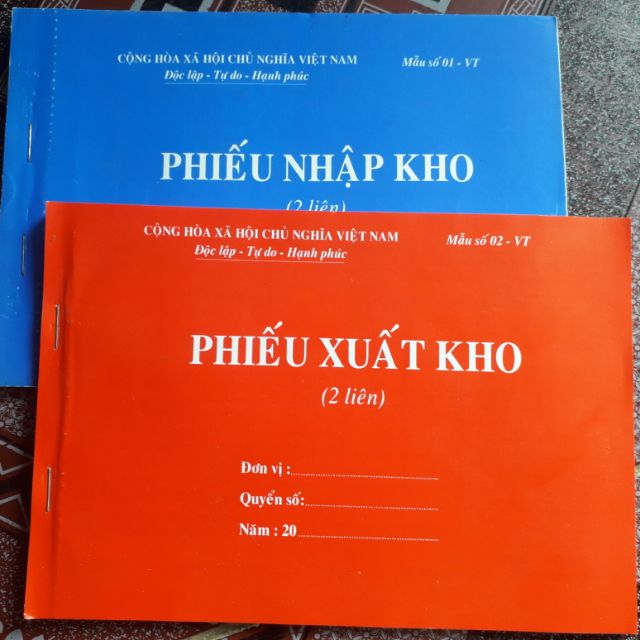 CỘNG HÒA XÃ HỘI CHỦ NGHĨA VIỆT NAM
Mẫu số 01 - VT
Độc lập - Tự do - Hạnh phúc
PHIẾU NHẬP KHO
(2 liên)
CỘNG HÒA XÃ HỘI CHỦ NGHĨA VIỆT NAM
Mẫu số 02 - VT
Độc lập - Tự do - Hạnh phúc
PHIẾU XUẤT KHO
(2 liên)
Đơn vị :
Quyển số:
Năm : 20